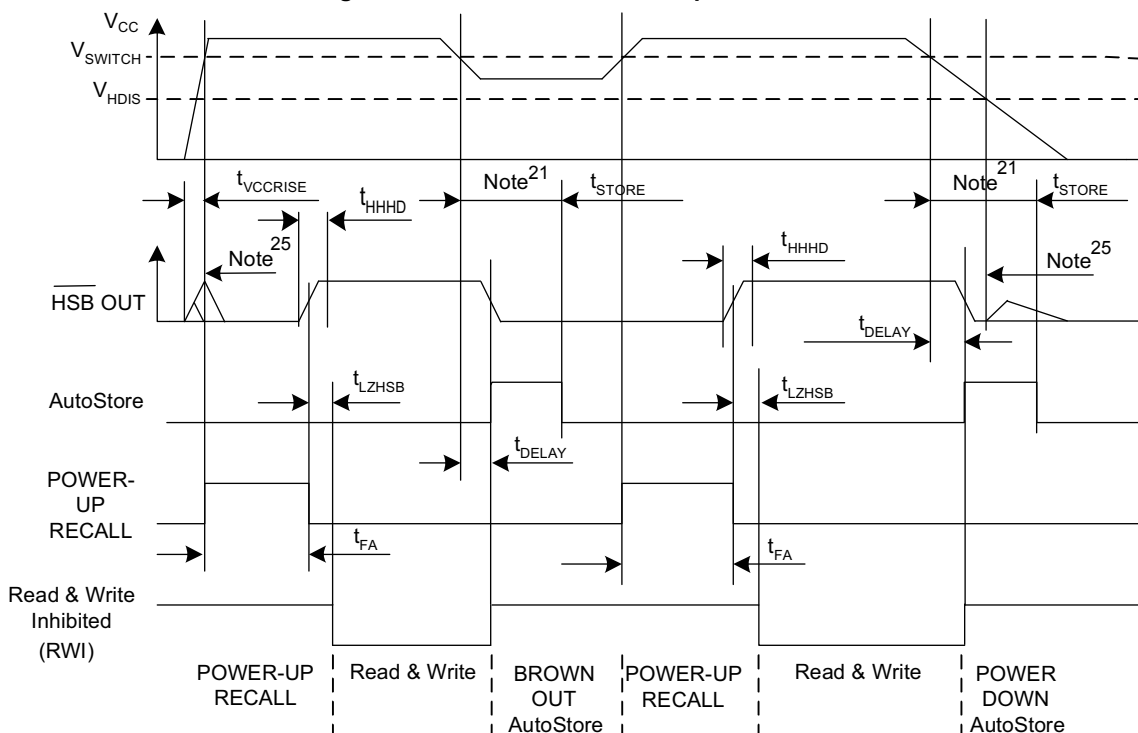 V_CC
V_SWITCH
V_HDIS
t_VCCRISE
Note^21
t_STORE
Note^21
t_STORE
t_HHHD
t_HHHD
Note^25
Note^25
HSB OUT
t_DELAY
t_LZHSB
t_LZHSB
AutoStore
t_DELAY
POWER-
UP
RECALL
t_FA
t_FA
Read & Write
Inhibited
(RWI)
POWER-UP
RECALL
Read & Write
BROWN
OUT
AutoStore
POWER-UP
RECALL
Read & Write
POWER
DOWN
AutoStore